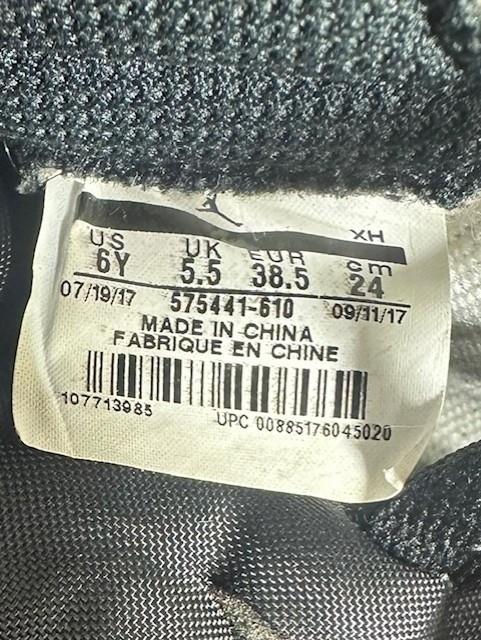 XH
US UK EUR cm
6Y 5.5 38.5 24
07/19/17 575441-610 09/11/17
MADE IN CHINA
FABRIQUE EN CHINE
107713985
UPC 00885176045020